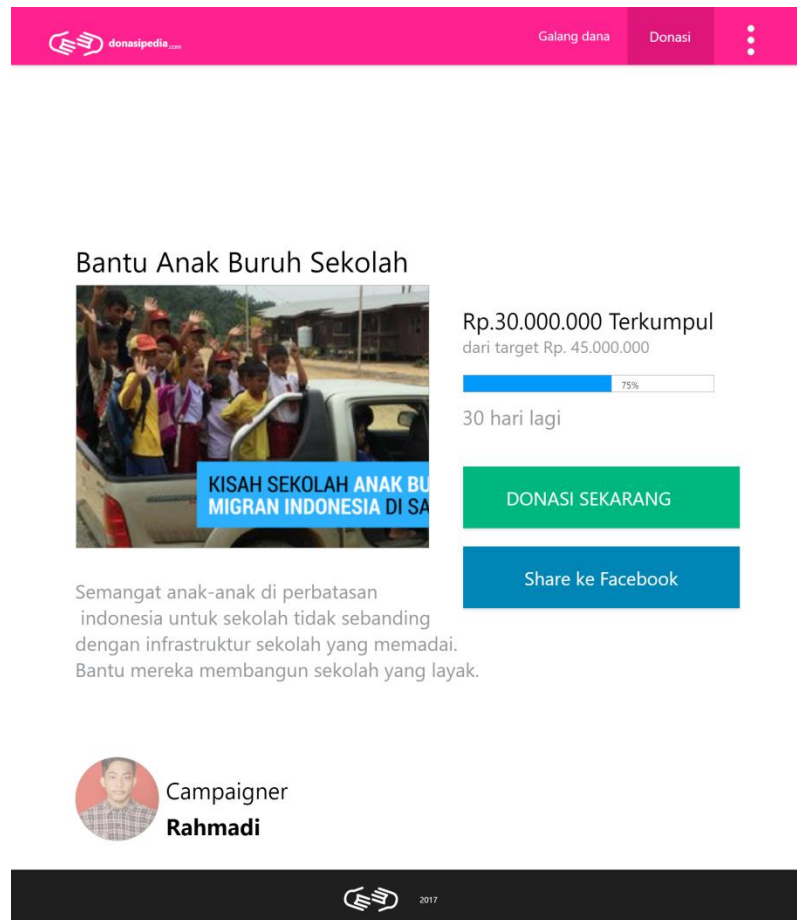 donasipedia.com
Galang dana
Donasi
Bantu Anak Buruh Sekolah
KISAH SEKOLAH ANAK BU
MIGRAN INDONESIA DI SA
Rp.30.000.000 Terkumpul
dari target Rp. 45.000.000
75%
30 hari lagi
DONASI SEKARANG
Share ke Facebook
Semangat anak-anak di perbatasan
indonesia untuk sekolah tidak sebanding
dengan infrastruktur sekolah yang memadai.
Bantu mereka membangun sekolah yang layak.
Campaigner
Rahmadi
2017